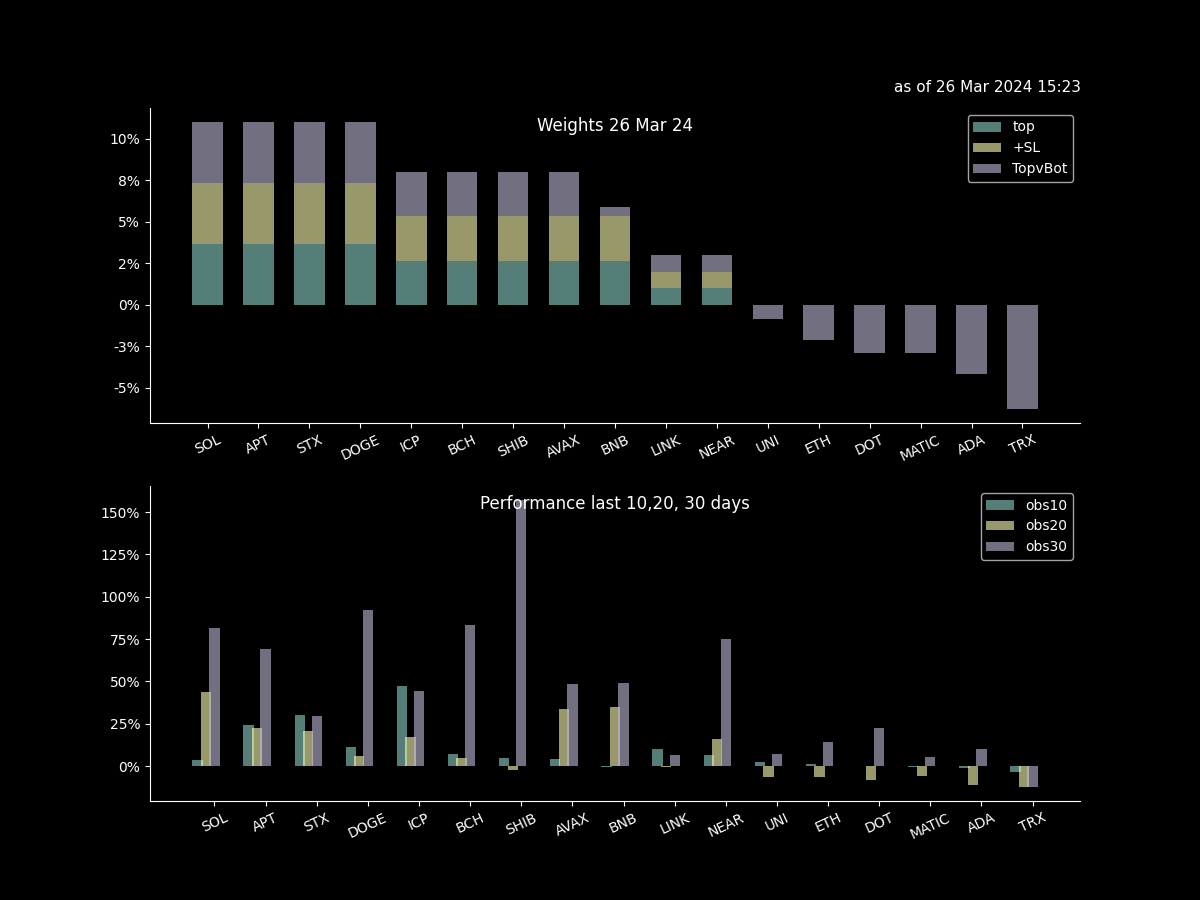 as of 26 Mar 2024 15:23
Weights 26 Mar 24
top
+SL
TopvBot
10%
8%
5%
2%
0%
-3%
-5%
SOL APT STX DOGE ICP BCH SHIB AVAX BNB LINK NEAR UNI ETH DOT MATIC ADA TRX
Performance last 10,20, 30 days
obs10
obs20
obs30
150%
125%
100%
75%
50%
25%
0%
SOL APT STX DOGE ICP BCH SHIB AVAX BNB LINK NEAR UNI ETH DOT MATIC ADA TRX